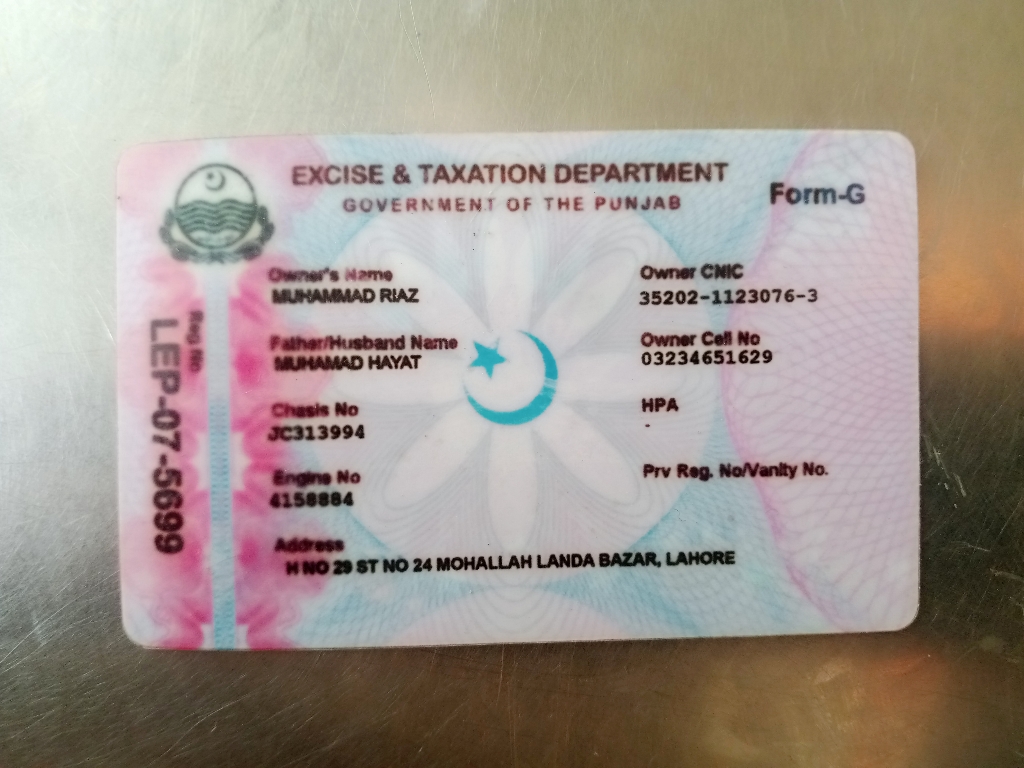 EXCISE & TAXATION DEPARTMENT
GOVERNMENT OF THE PUNJAB
Form-G
Reg No
LEP-07-5699
Owner's Name
MUHAMMAD RIAZ
Owner CNIC
35202-1123076-3
Father/Husband Name
MUHAMAD HAYAT
Owner Cell No
03234651629
Chasis No
JC313994
HPA
-
Engine No
4158884
Prv Reg. No/Vanity No.
Address
H NO 29 ST NO 24 MOHALLAH LANDA BAZAR, LAHORE